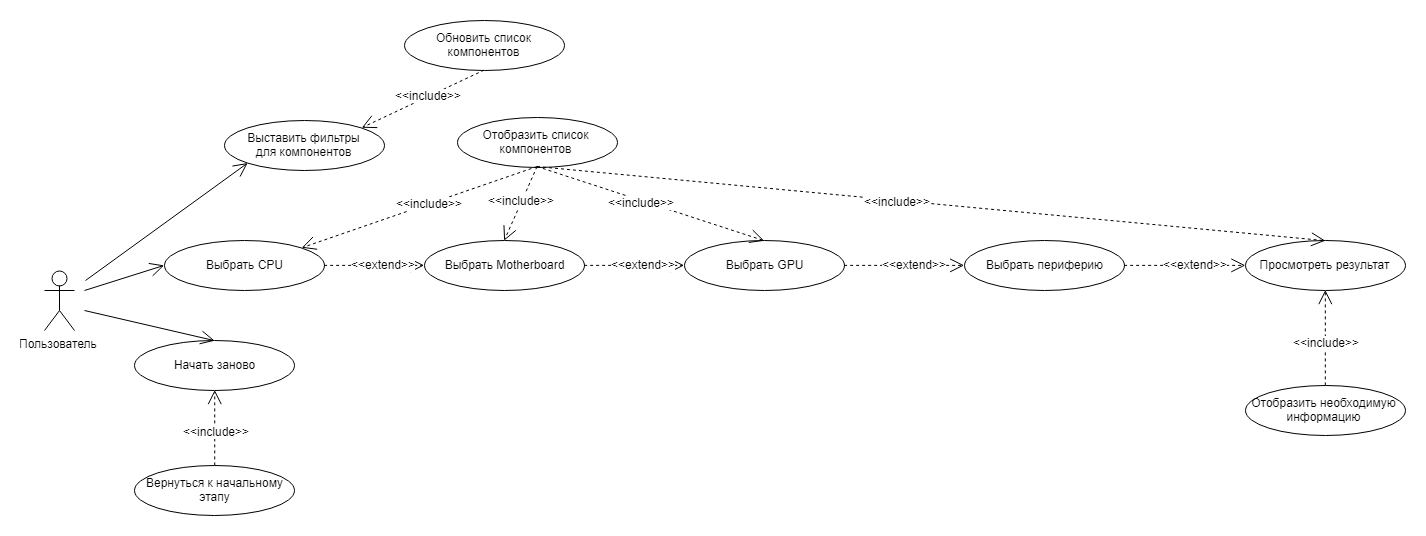 Обновить список
компонентов
<<include>>
Выставить фильтры
для компонентов
Отобразить список
компонентов
<<include>>
<<include>>
<<include>>
<<include>>
Выбрать CPU
<<extend>>
Выбрать Motherboard
<<extend>>
Выбрать GPU
<<extend>>
Выбрать периферию
<<extend>>
Просмотреть результат
Пользователь
Начать заново
<<include>>
<<include>>
Отобразить необходимую
информацию
Вернуться к начальному
этапу